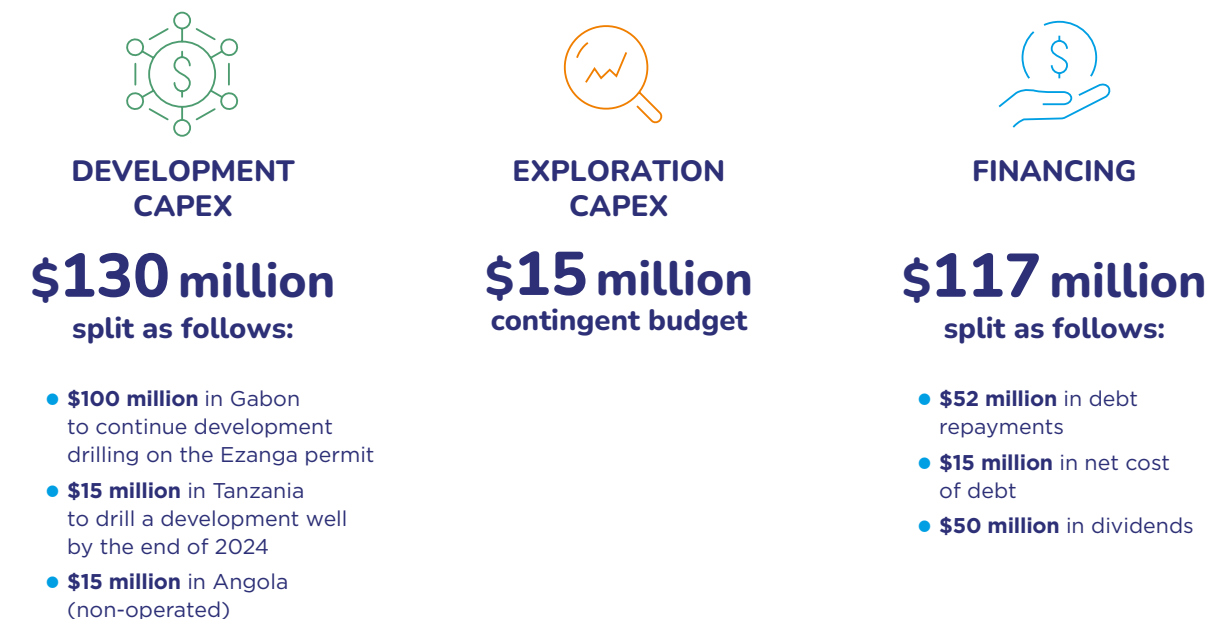 DEVELOPMENT
CAPEX
$130 million
split as follows:
● $100 million in Gabon
to continue development
drilling on the Ezanga permit
● $15 million in Tanzania
to drill a development well
by the end of 2024
● $15 million in Angola
(non-operated)
EXPLORATION
CAPEX
$15 million
contingent budget
FINANCING
$117 million
split as follows:
● $52 million in debt
repayments
● $15 million in net cost
of debt
● $50 million in dividends